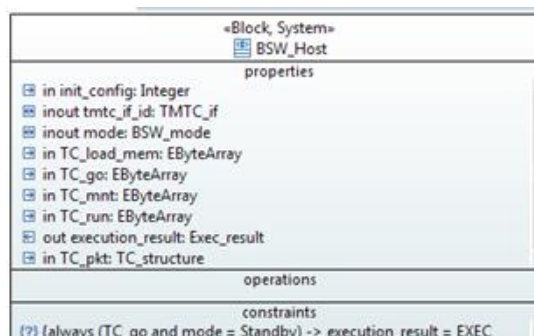 «Block, System»
BSW_Host
properties
in init_config: Integer
inout tmtc_if_id: TMTC_if
inout mode: BSW_mode
in TC_load_mem: EByteArray
in TC_go: EByteArray
in TC_mnt: EByteArray
in TC_run: EByteArray
out execution_result: Exec_result
in TC_pkt: TC_structure
operations
constraints
{?} {always (TC_go and mode = Standby) -> execution_result = EXEC